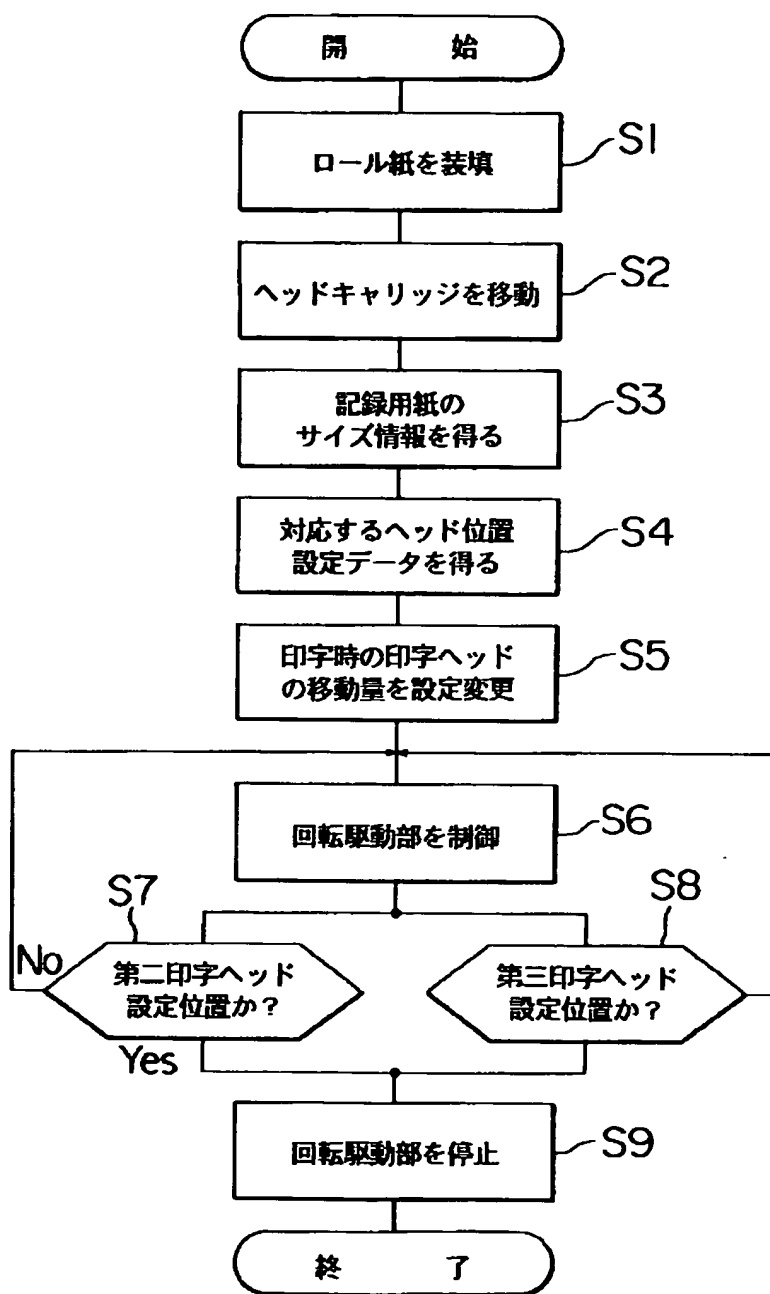 開 始
ロール紙を装填
S1
ヘッドキャリッジを移動
S2
記録用紙の
サイズ情報を得る
S3
対応するヘッド位置
設定データを得る
S4
印字時の印字ヘッド
の移動量を設定変更
S5
回転駆動部を制御
S6
S7
S8
No
第二印字ヘッド
設定位置か？
第三印字ヘッド
設定位置か？
Yes
回転駆動部を停止
S9
終 了